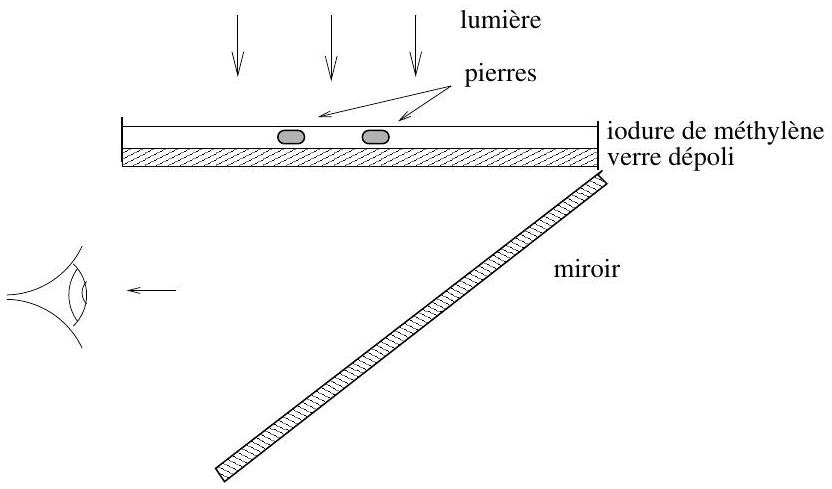 lumière
pierres
iodure de méthylène
verre dépoli
miroir